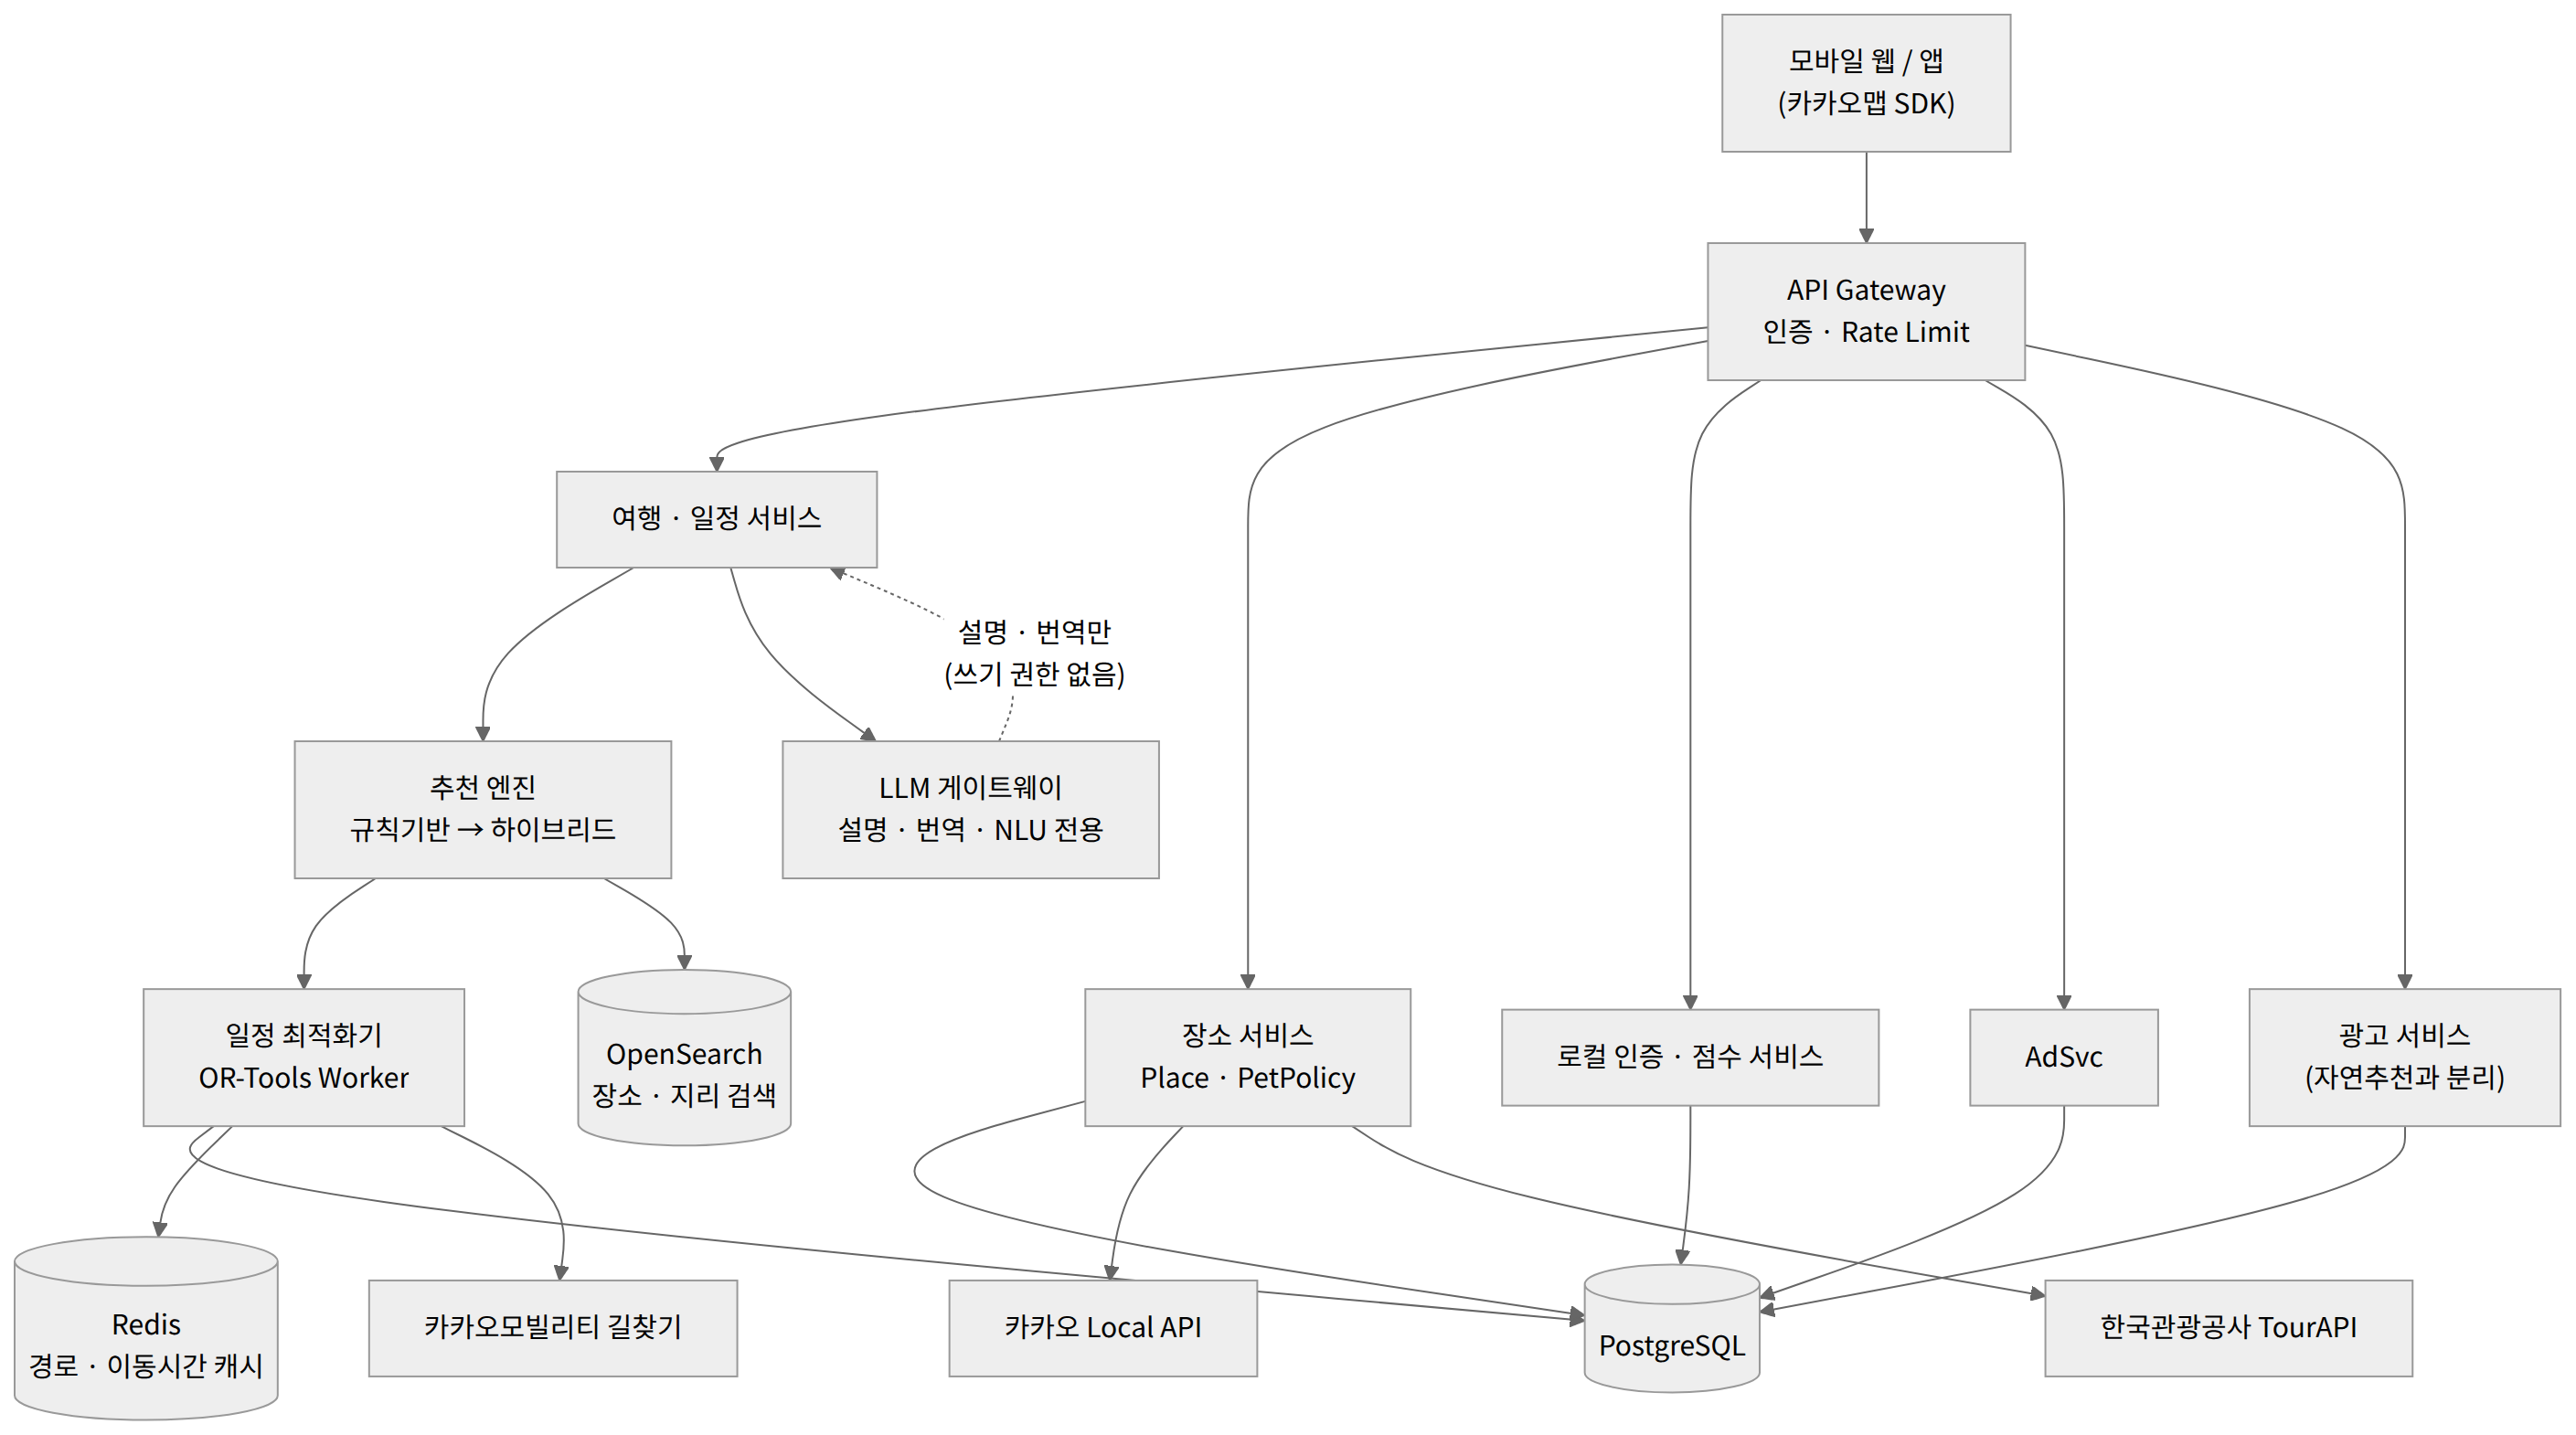 모바일 웹 / 앱
(카카오맵 SDK)
API Gateway
인증 · Rate Limit
여행 · 일정 서비스
설명 · 번역만
(쓰기 권한 없음)
추천 엔진
규칙기반 → 하이브리드
LLM 게이트웨이
설명 · 번역 · NLU 전용
일정 최적화기
OR-Tools Worker
OpenSearch
장소 · 지리 검색
장소 서비스
Place · PetPolicy
로컬 인증 · 점수 서비스
AdSvc
광고 서비스
(자연추천과 분리)
Redis
경로 · 이동시간 캐시
카카오모빌리티 길찾기
카카오 Local API
PostgreSQL
한국관광공사 TourAPI